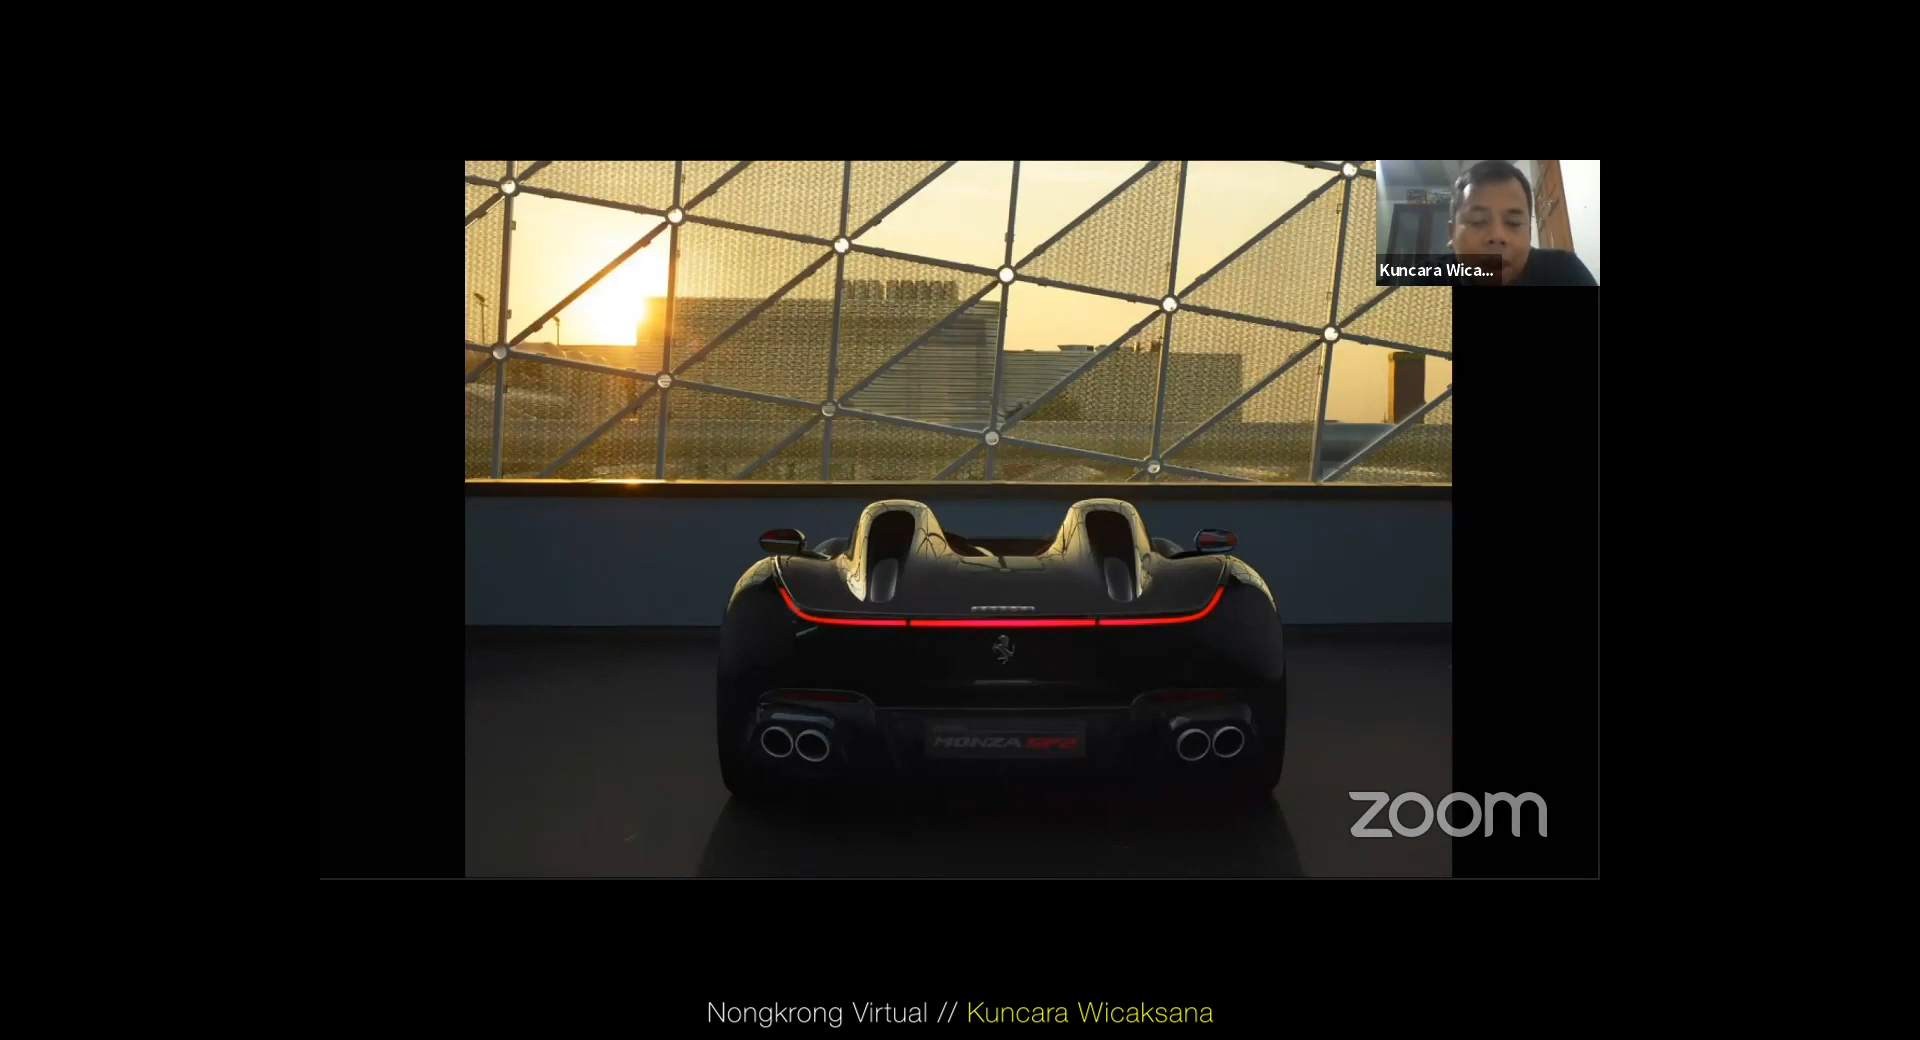 Kuncara Wica...
MONZA SP2
zoom
Nongkrong Virtual // Kuncara Wicaksana